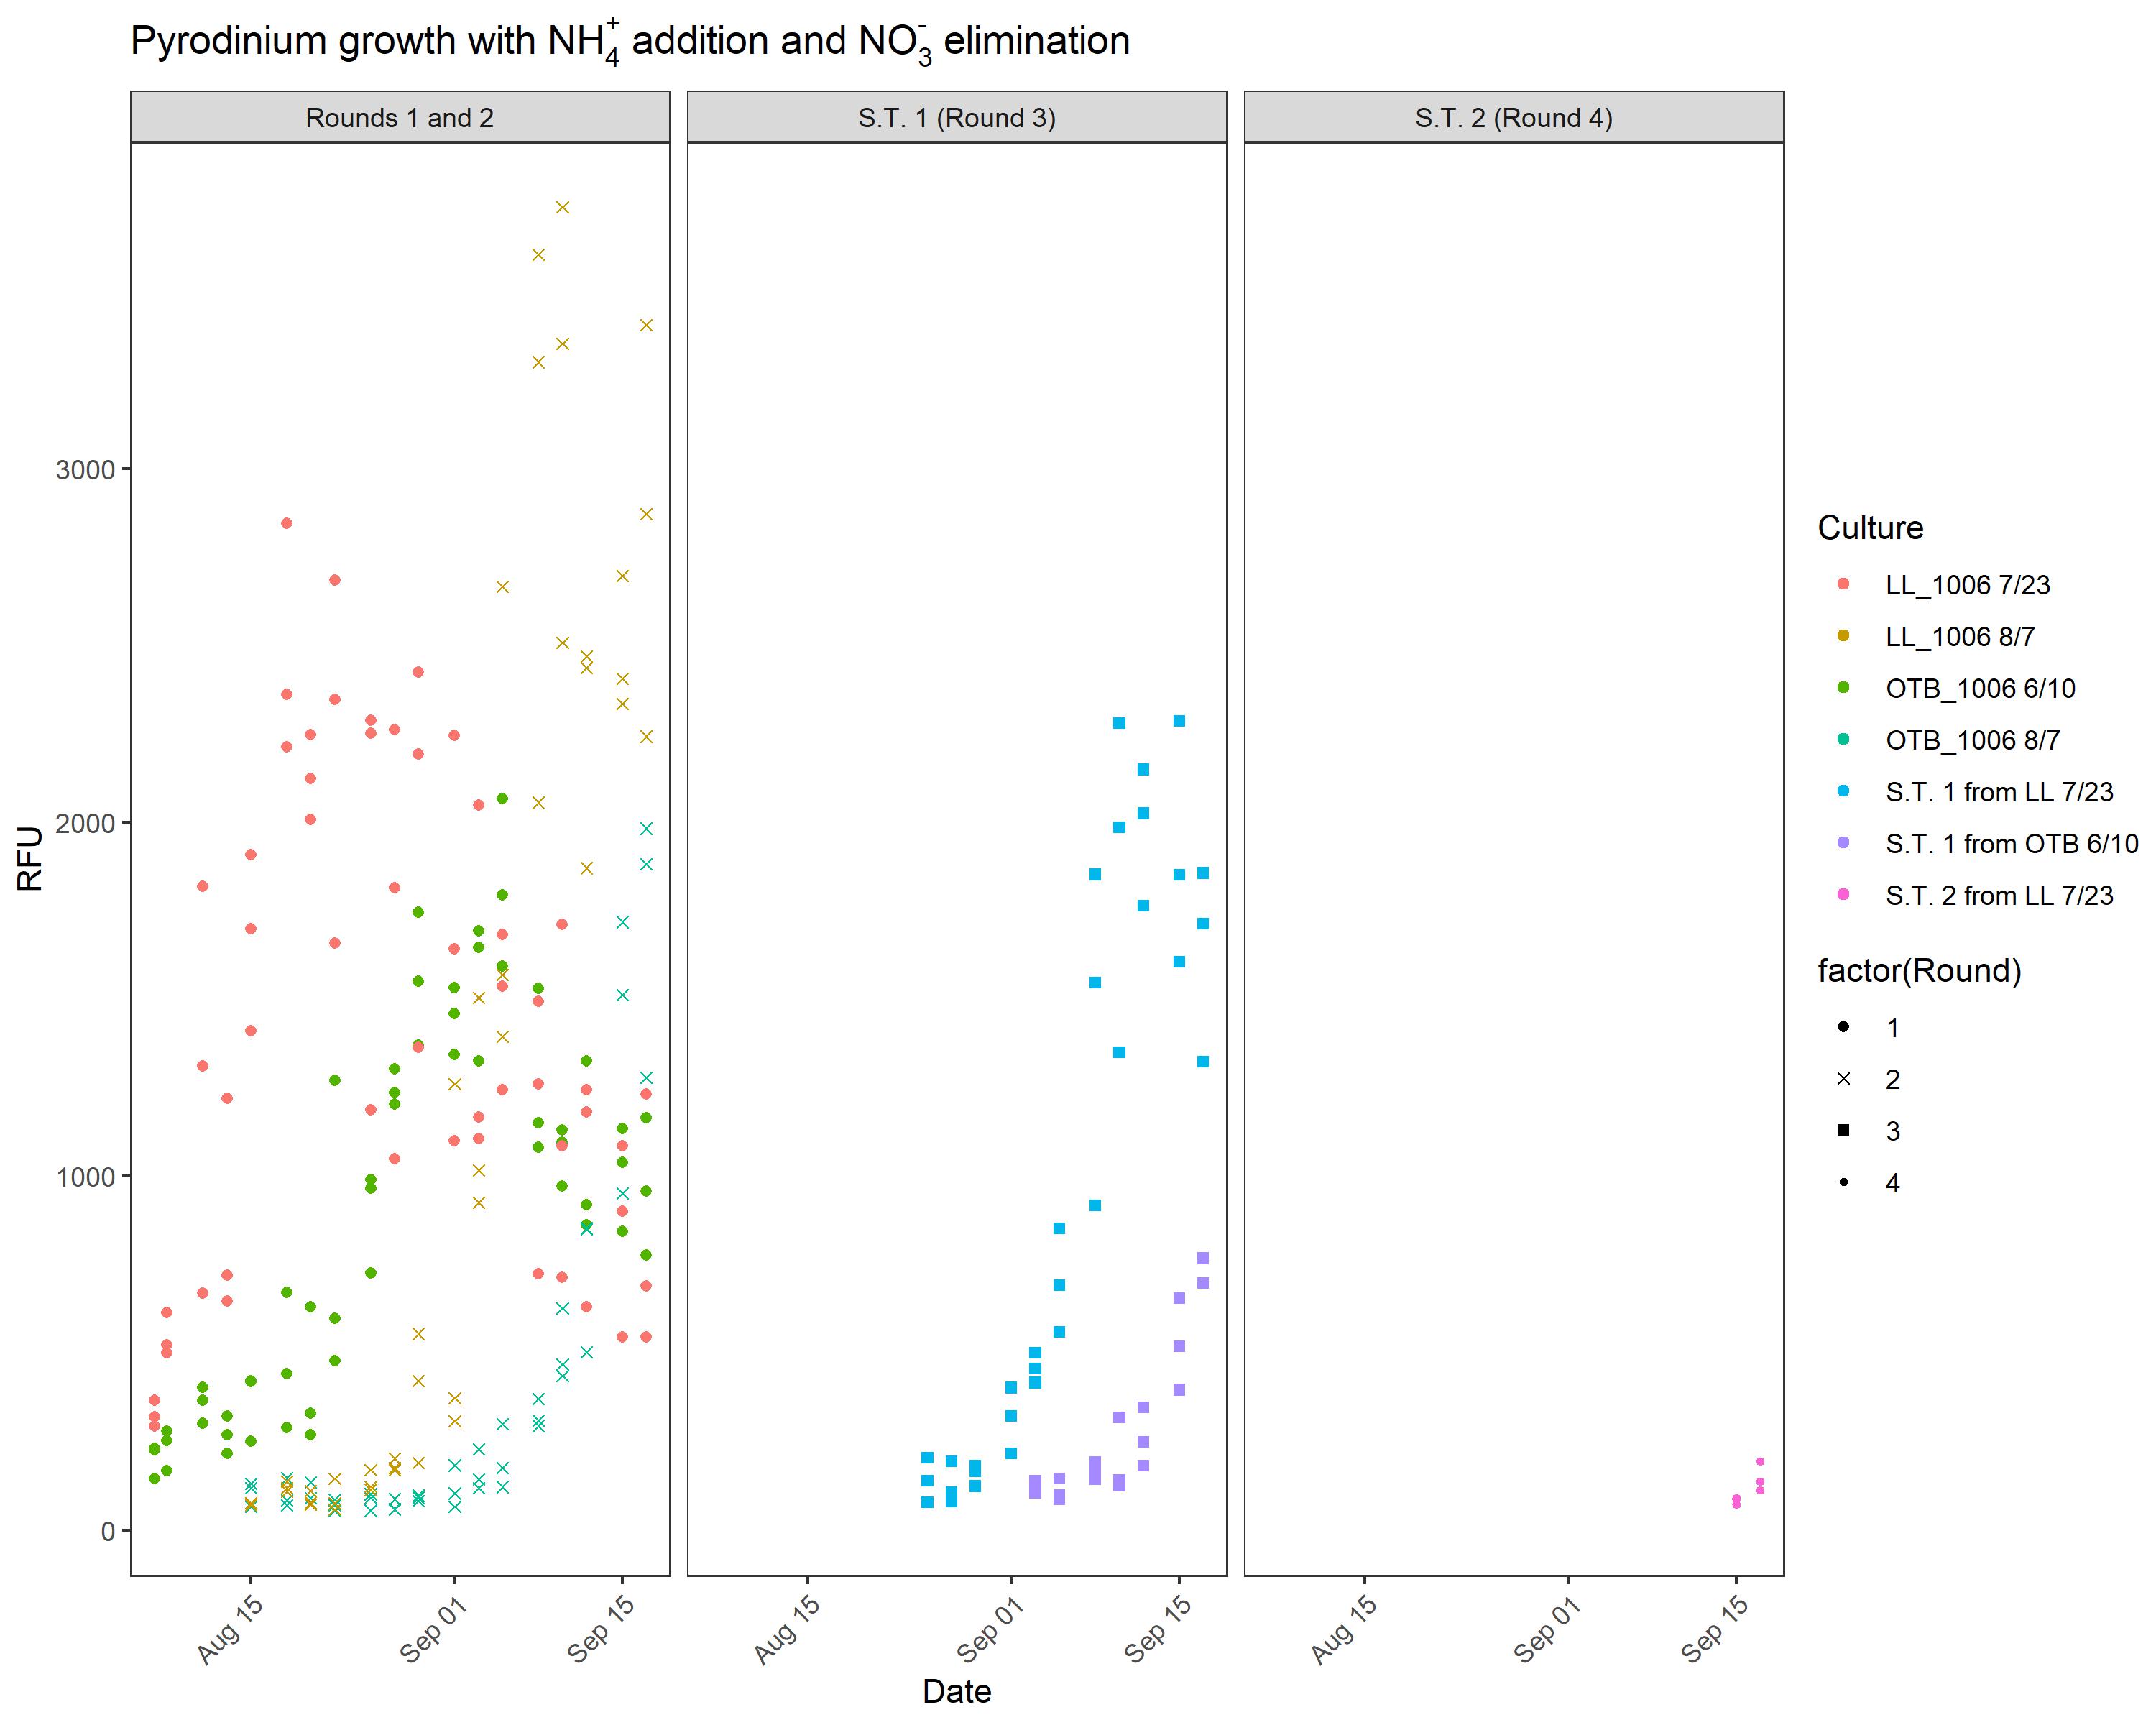 Pyrodinium growth with NH₄⁺ addition and NO₃⁻ elimination
Rounds 1 and 2
S.T. 1 (Round 3)
S.T. 2 (Round 4)
RFU
3000
2000
1000
0
Aug 15
Sep 01
Sep 15
Aug 15
Sep 01
Sep 15
Aug 15
Sep 01
Sep 15
Date
Culture
LL_1006 7/23
LL_1006 8/7
OTB_1006 6/10
OTB_1006 8/7
S.T. 1 from LL 7/23
S.T. 1 from OTB 6/10
S.T. 2 from LL 7/23
factor(Round)
1
2
3
4